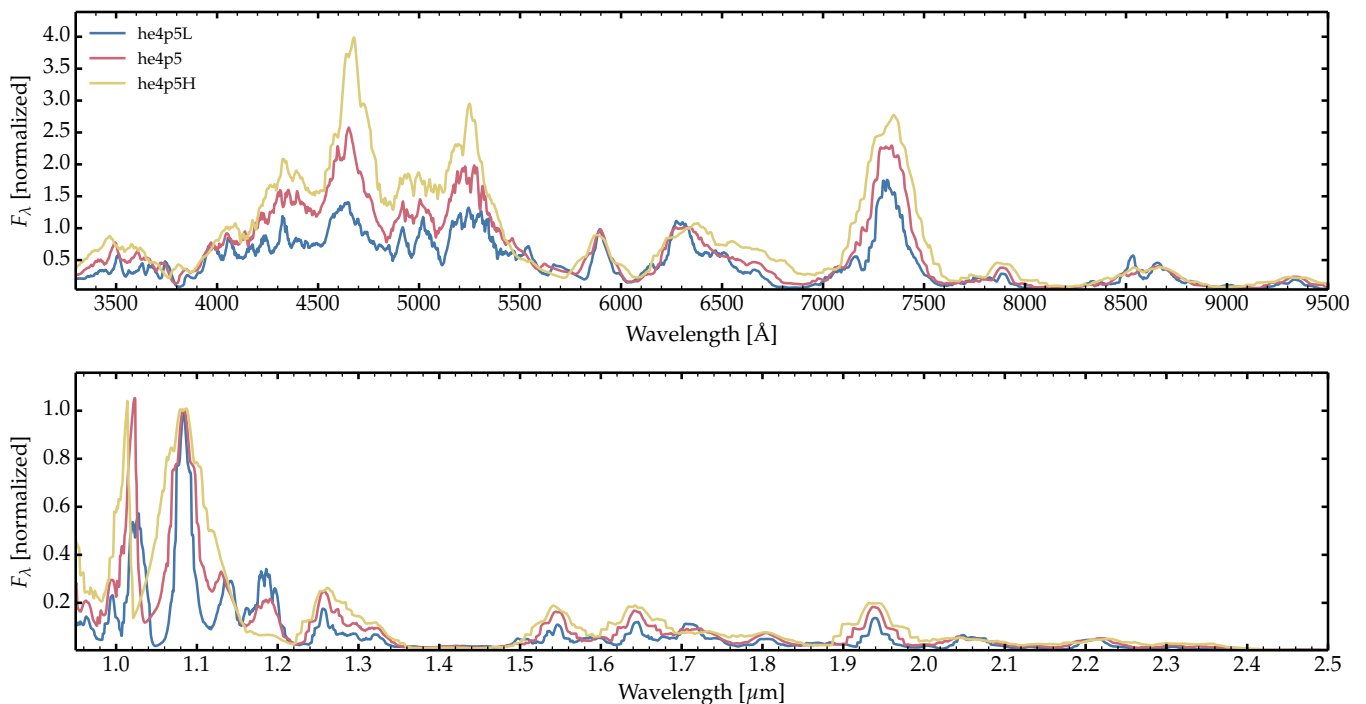 4.0
3.5
3.0
2.5
2.0
1.5
1.0
0.5
F_λ [normalized]
he4p5L
he4p5
he4p5H
3500 4000 4500 5000 5500 6000 6500 7000 7500 8000 8500 9000 9500
Wavelength [Å]
1.0
0.8
0.6
0.4
0.2
F_λ [normalized]
1.0 1.1 1.2 1.3 1.4 1.5 1.6 1.7 1.8 1.9 2.0 2.1 2.2 2.3 2.4 2.5
Wavelength [μm]